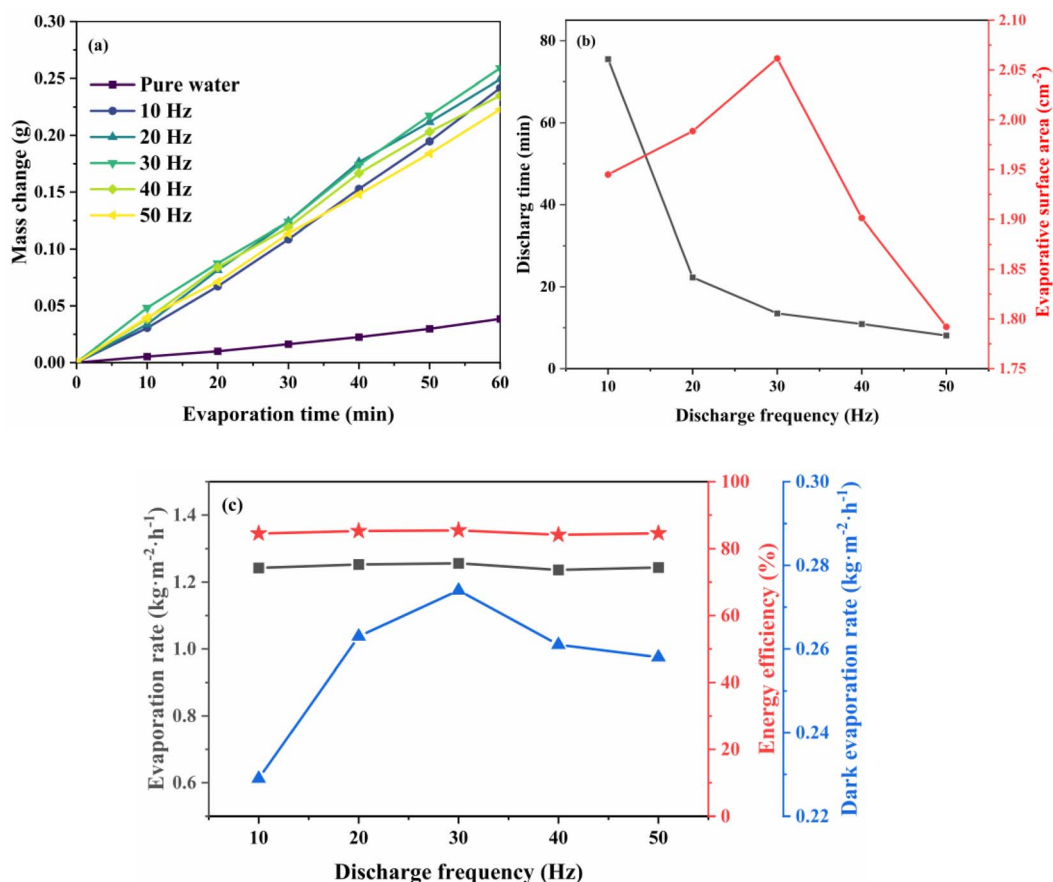 (a)
0.30
0.25
0.20
0.15
0.10
0.05
0.00
Mass change (g)
Pure water
10 Hz
20 Hz
30 Hz
40 Hz
50 Hz
0 10 20 30 40 50 60
Evaporation time (min)
(b)
80
60
40
20
0
Discharg time (min)
2.10
2.05
2.00
1.95
1.90
1.85
1.80
1.75
Evaporative surface area (cm⁻²)
10 20 30 40 50
Discharge frequency (Hz)
(c)
1.4
1.2
1.0
0.8
0.6
Evaporation rate (kg·m⁻²·h⁻¹)
100
80
60
40
20
0
Energy efficiency (%)
0.30
0.28
0.26
0.24
0.22
Dark evaporation rate (kg·m⁻²·h⁻¹)
10 20 30 40 50
Discharge frequency (Hz)